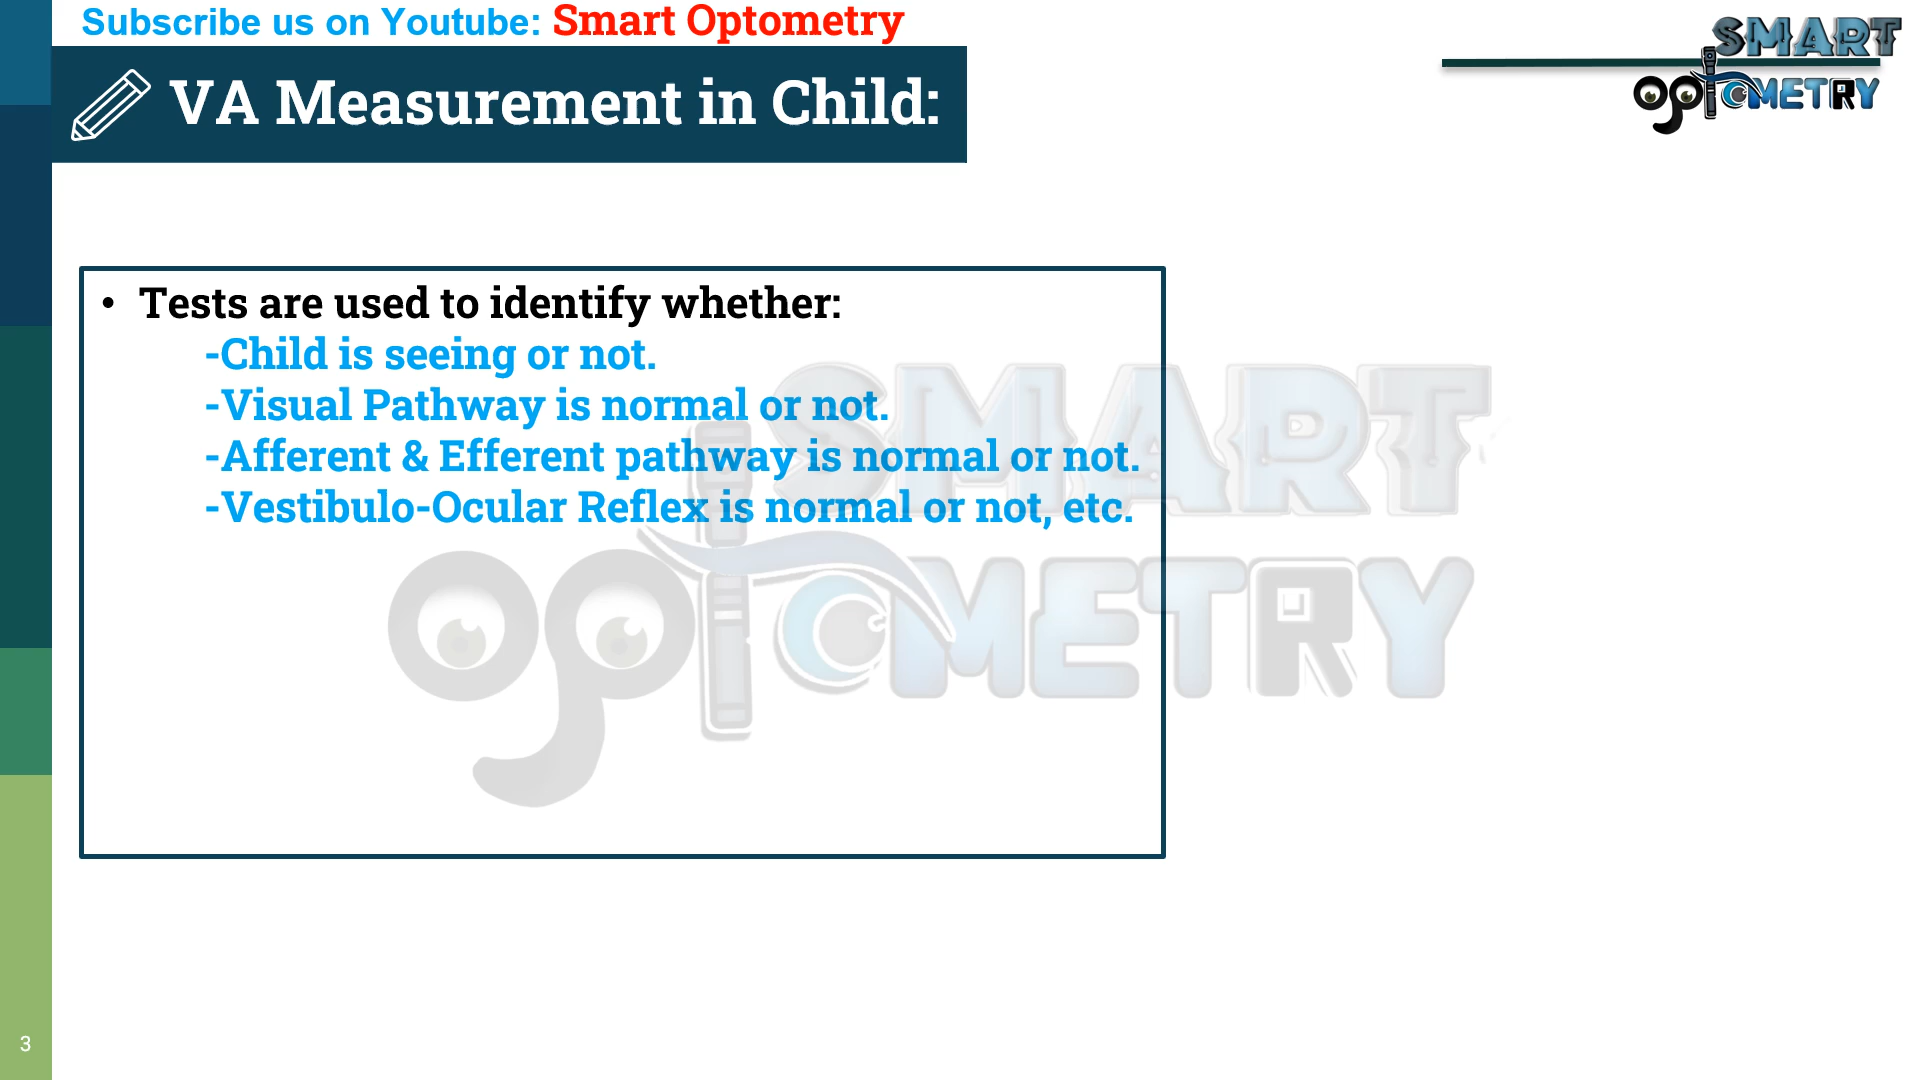 Subscribe us on Youtube: Smart Optometry
VA Measurement in Child:
SMART
OptOMETRY
• Tests are used to identify whether:
-Child is seeing or not.
-Visual Pathway is normal or not.
-Afferent & Efferent pathway is normal or not.
-Vestibulo-Ocular Reflex is normal or not, etc.
SMART
OptOMETRY
3